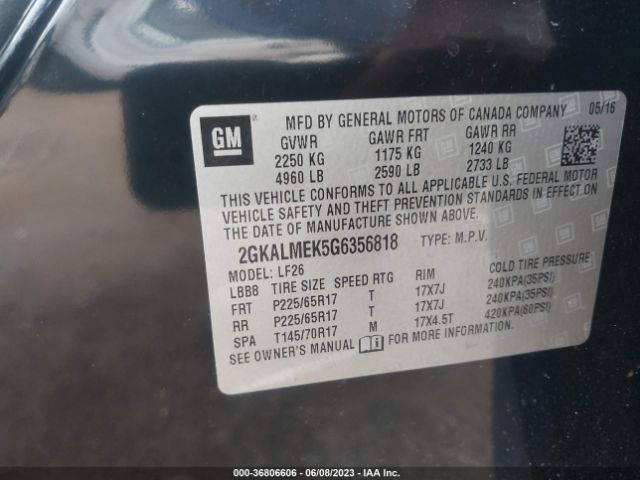 GM
MFD BY GENERAL MOTORS OF CANADA COMPANY 05/16
GVWR GAWR FRT GAWR RR
2250 KG 1175 KG 1240 KG
4960 LB 2590 LB 2733 LB
THIS VEHICLE CONFORMS TO ALL APPLICABLE U.S. FEDERAL MOTOR
VEHICLE SAFETY AND THEFT PREVENTION STANDARDS IN EFFECT ON
THE DATE OF MANUFACTURE SHOWN ABOVE.
2GKALMEK5G6356818 TYPE: M.P.V.
MODEL: LF26
LBBB TIRE SIZE SPEED RTG RIM COLD TIRE PRESSURE
FRT P225/65R17 T 17X7J 240KPA(35PSI)
RR P225/65R17 T 17X7J 240KPA(35PSI)
SPA T145/70R17 M 17X4.5T 420KPA(60PSI)
SEE OWNER'S MANUAL FOR MORE INFORMATION.
000-36806606 - 06/08/2023 - IAA Inc.